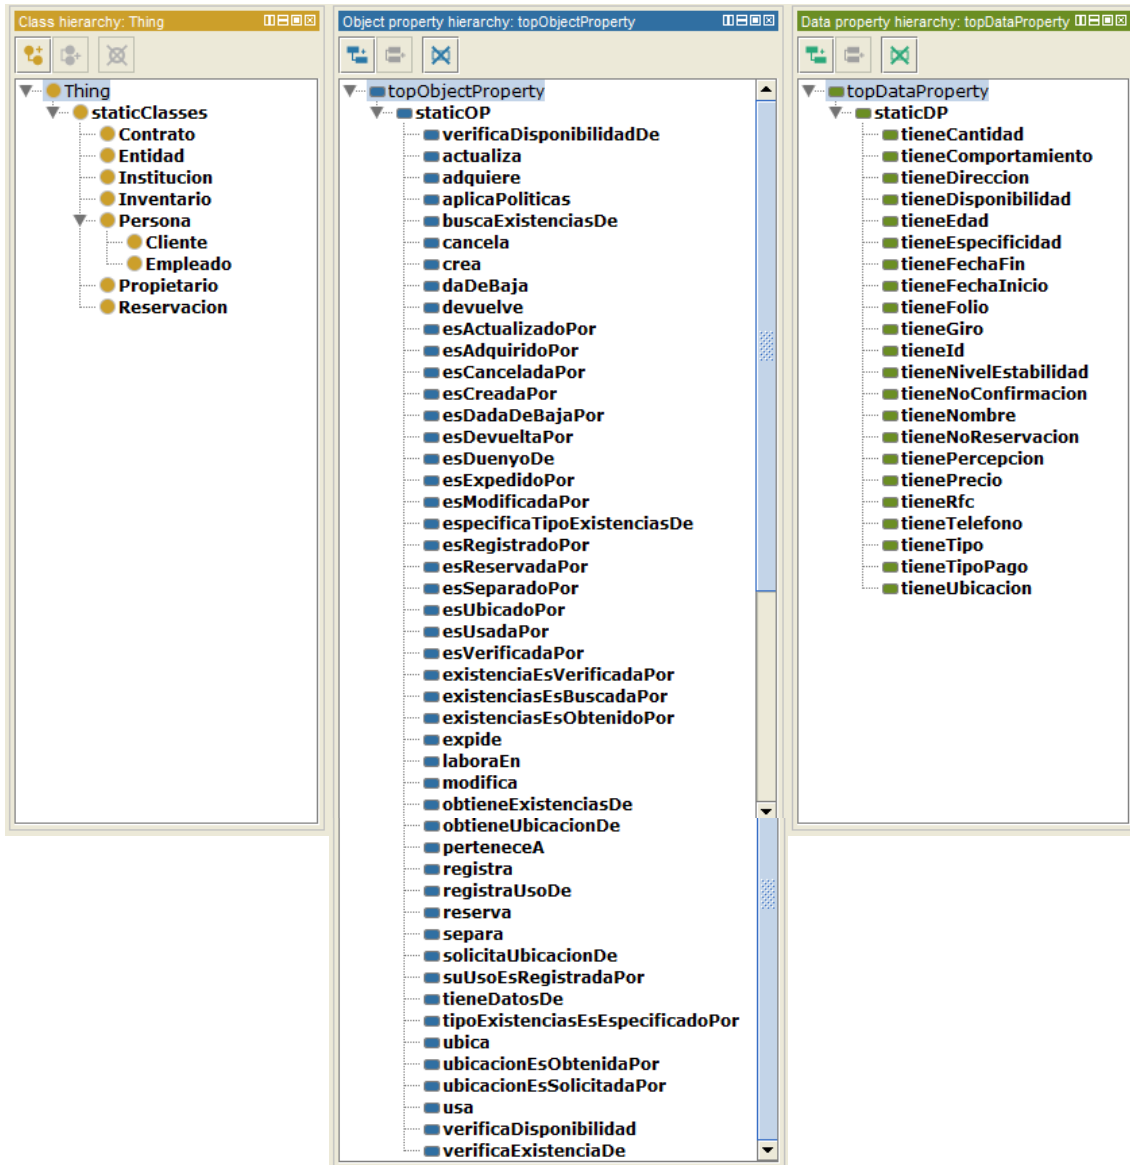 Class hierarchy: Thing
Thing
staticClasses
Contrato
Entidad
Institucion
Inventario
Persona
Cliente
Empleado
Propietario
Reservacion
Object property hierarchy: topObjectProperty
topObjectProperty
staticOP
verificaDisponibilidadDe
actualiza
adquiere
aplicaPoliticas
buscaExistenciasDe
cancela
crea
daDeBaja
devuelve
esActualizadoPor
esAdquiridoPor
esCanceladaPor
esCreadaPor
esDadaDeBajaPor
esDevueltaPor
esDuenyoDe
esExpedidoPor
esModificadaPor
especificaTipoExistenciasDe
esRegistradoPor
esReservadaPor
esSeparadoPor
esUbicadoPor
esUsadaPor
esVerificadaPor
existenciaEsVerificadaPor
existenciasEsBuscadaPor
existenciasEsObtenidoPor
expide
laboraEn
modifica
obtieneExistenciasDe
obtieneUbicacionDe
perteneceA
registra
registraUsoDe
reserva
separa
solicitaUbicacionDe
suUsoEsRegistradaPor
tieneDatosDe
tipoExistenciasEsEspecificadoPor
ubica
ubicacionEsObtenidaPor
ubicacionEsSolicitadaPor
usa
verificaDisponibilidad
verificaExistenciaDe
Data property hierarchy: topDataProperty
topDataProperty
staticDP
tieneCantidad
tieneComportamiento
tieneDireccion
tieneDisponibilidad
tieneEdad
tieneEspecificidad
tieneFechaFin
tieneFechaInicio
tieneFolio
tieneGiro
tieneId
tieneNivelEstabilidad
tieneNoConfirmacion
tieneNombre
tieneNoReservacion
tienePercepcion
tienePrecio
tieneRfc
tieneTelefono
tieneTipo
tieneTipoPago
tieneUbicacion